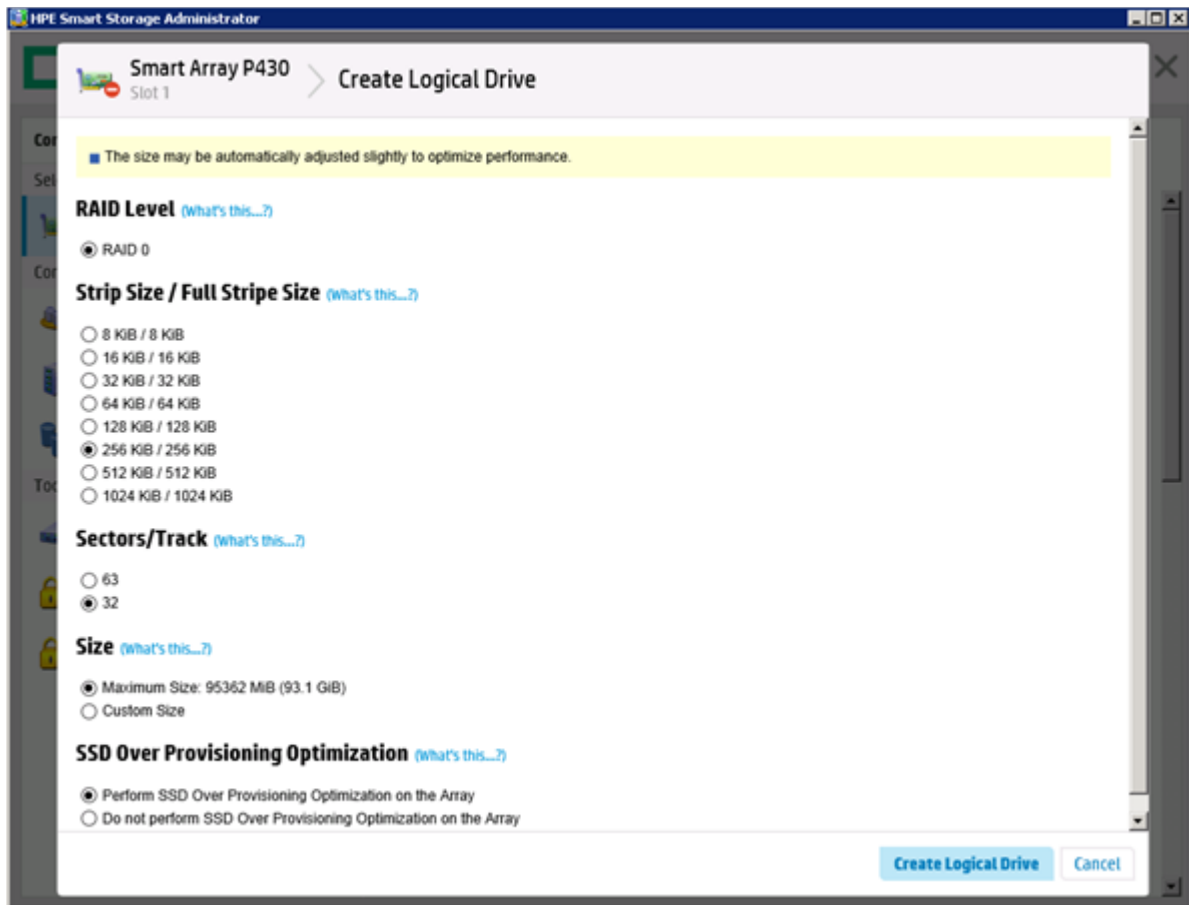 HPE Smart Storage Administrator
Smart Array P430
Slot 1
Create Logical Drive
The size may be automatically adjusted slightly to optimize performance.
RAID Level (What's this...?)
RAID 0
Strip Size / Full Stripe Size (What's this...?)
8 KiB / 8 KiB
16 KiB / 16 KiB
32 KiB / 32 KiB
64 KiB / 64 KiB
128 KiB / 128 KiB
256 KiB / 256 KiB
512 KiB / 512 KiB
1024 KiB / 1024 KiB
Sectors/Track (What's this...?)
63
32
Size (What's this...?)
Maximum Size: 95362 MiB (93.1 GiB)
Custom Size
SSD Over Provisioning Optimization (What's this...?)
Perform SSD Over Provisioning Optimization on the Array
Do not perform SSD Over Provisioning Optimization on the Array
Create Logical Drive
Cancel